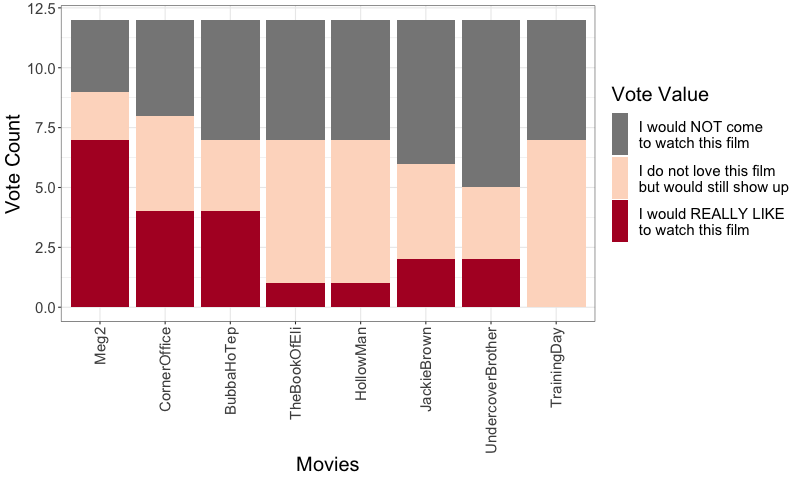 12.5
10.0
7.5
5.0
2.5
0.0
Vote Count
Meg2
CornerOffice
BubbaHoTep
TheBookOfEli
HollowMan
JackieBrown
UndercoverBrother
TrainingDay
Movies
Vote Value
I would NOT come
to watch this film
I do not love this film
but would still show up
I would REALLY LIKE
to watch this film